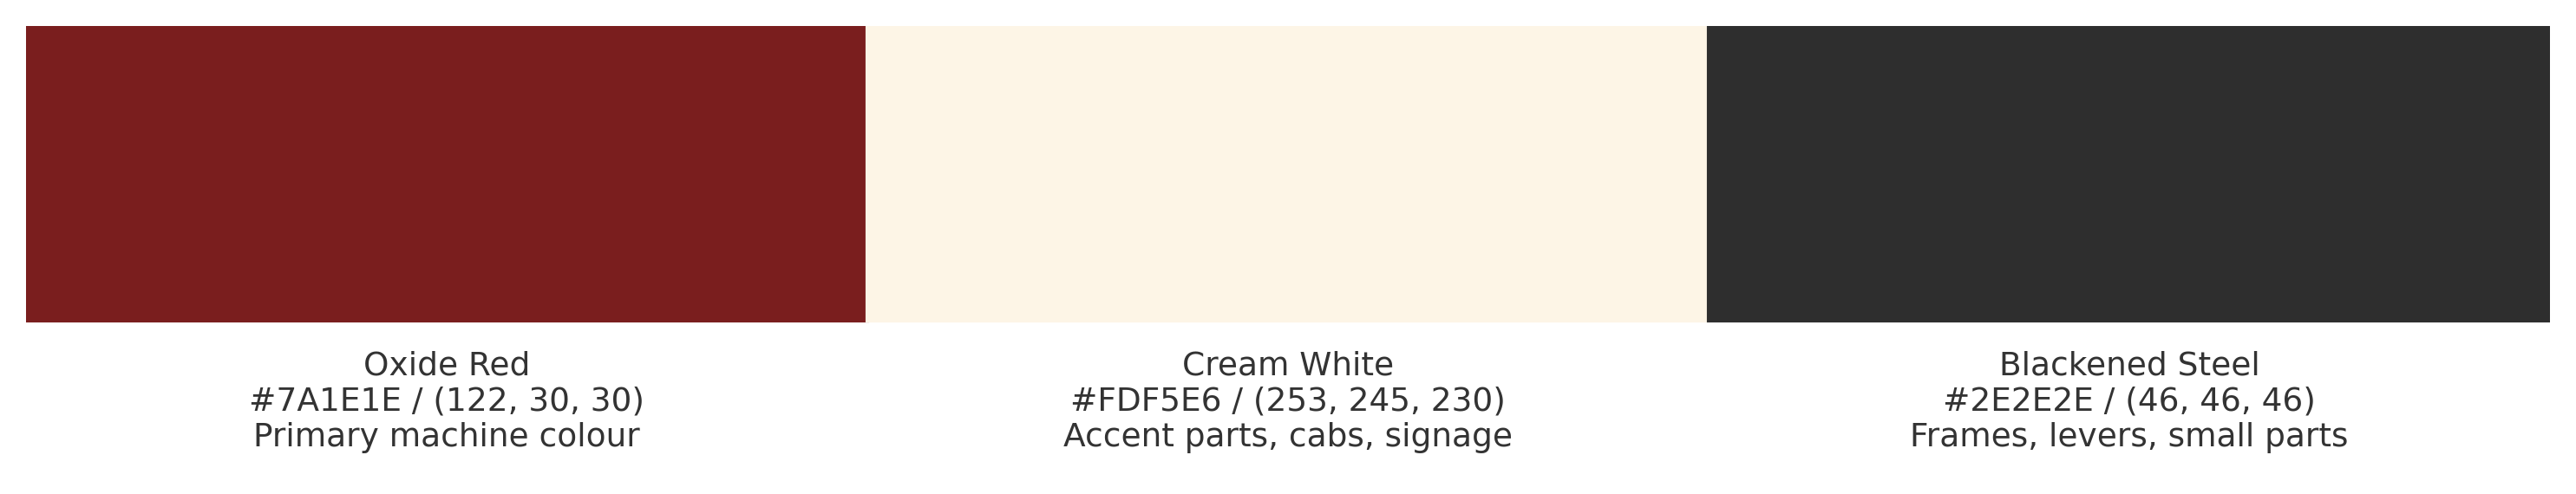 Oxide Red
#7A1E1E / (122, 30, 30)
Primary machine colour
Cream White
#FDF5E6 / (253, 245, 230)
Accent parts, cabs, signage
Blackened Steel
#2E2E2E / (46, 46, 46)
Frames, levers, small parts